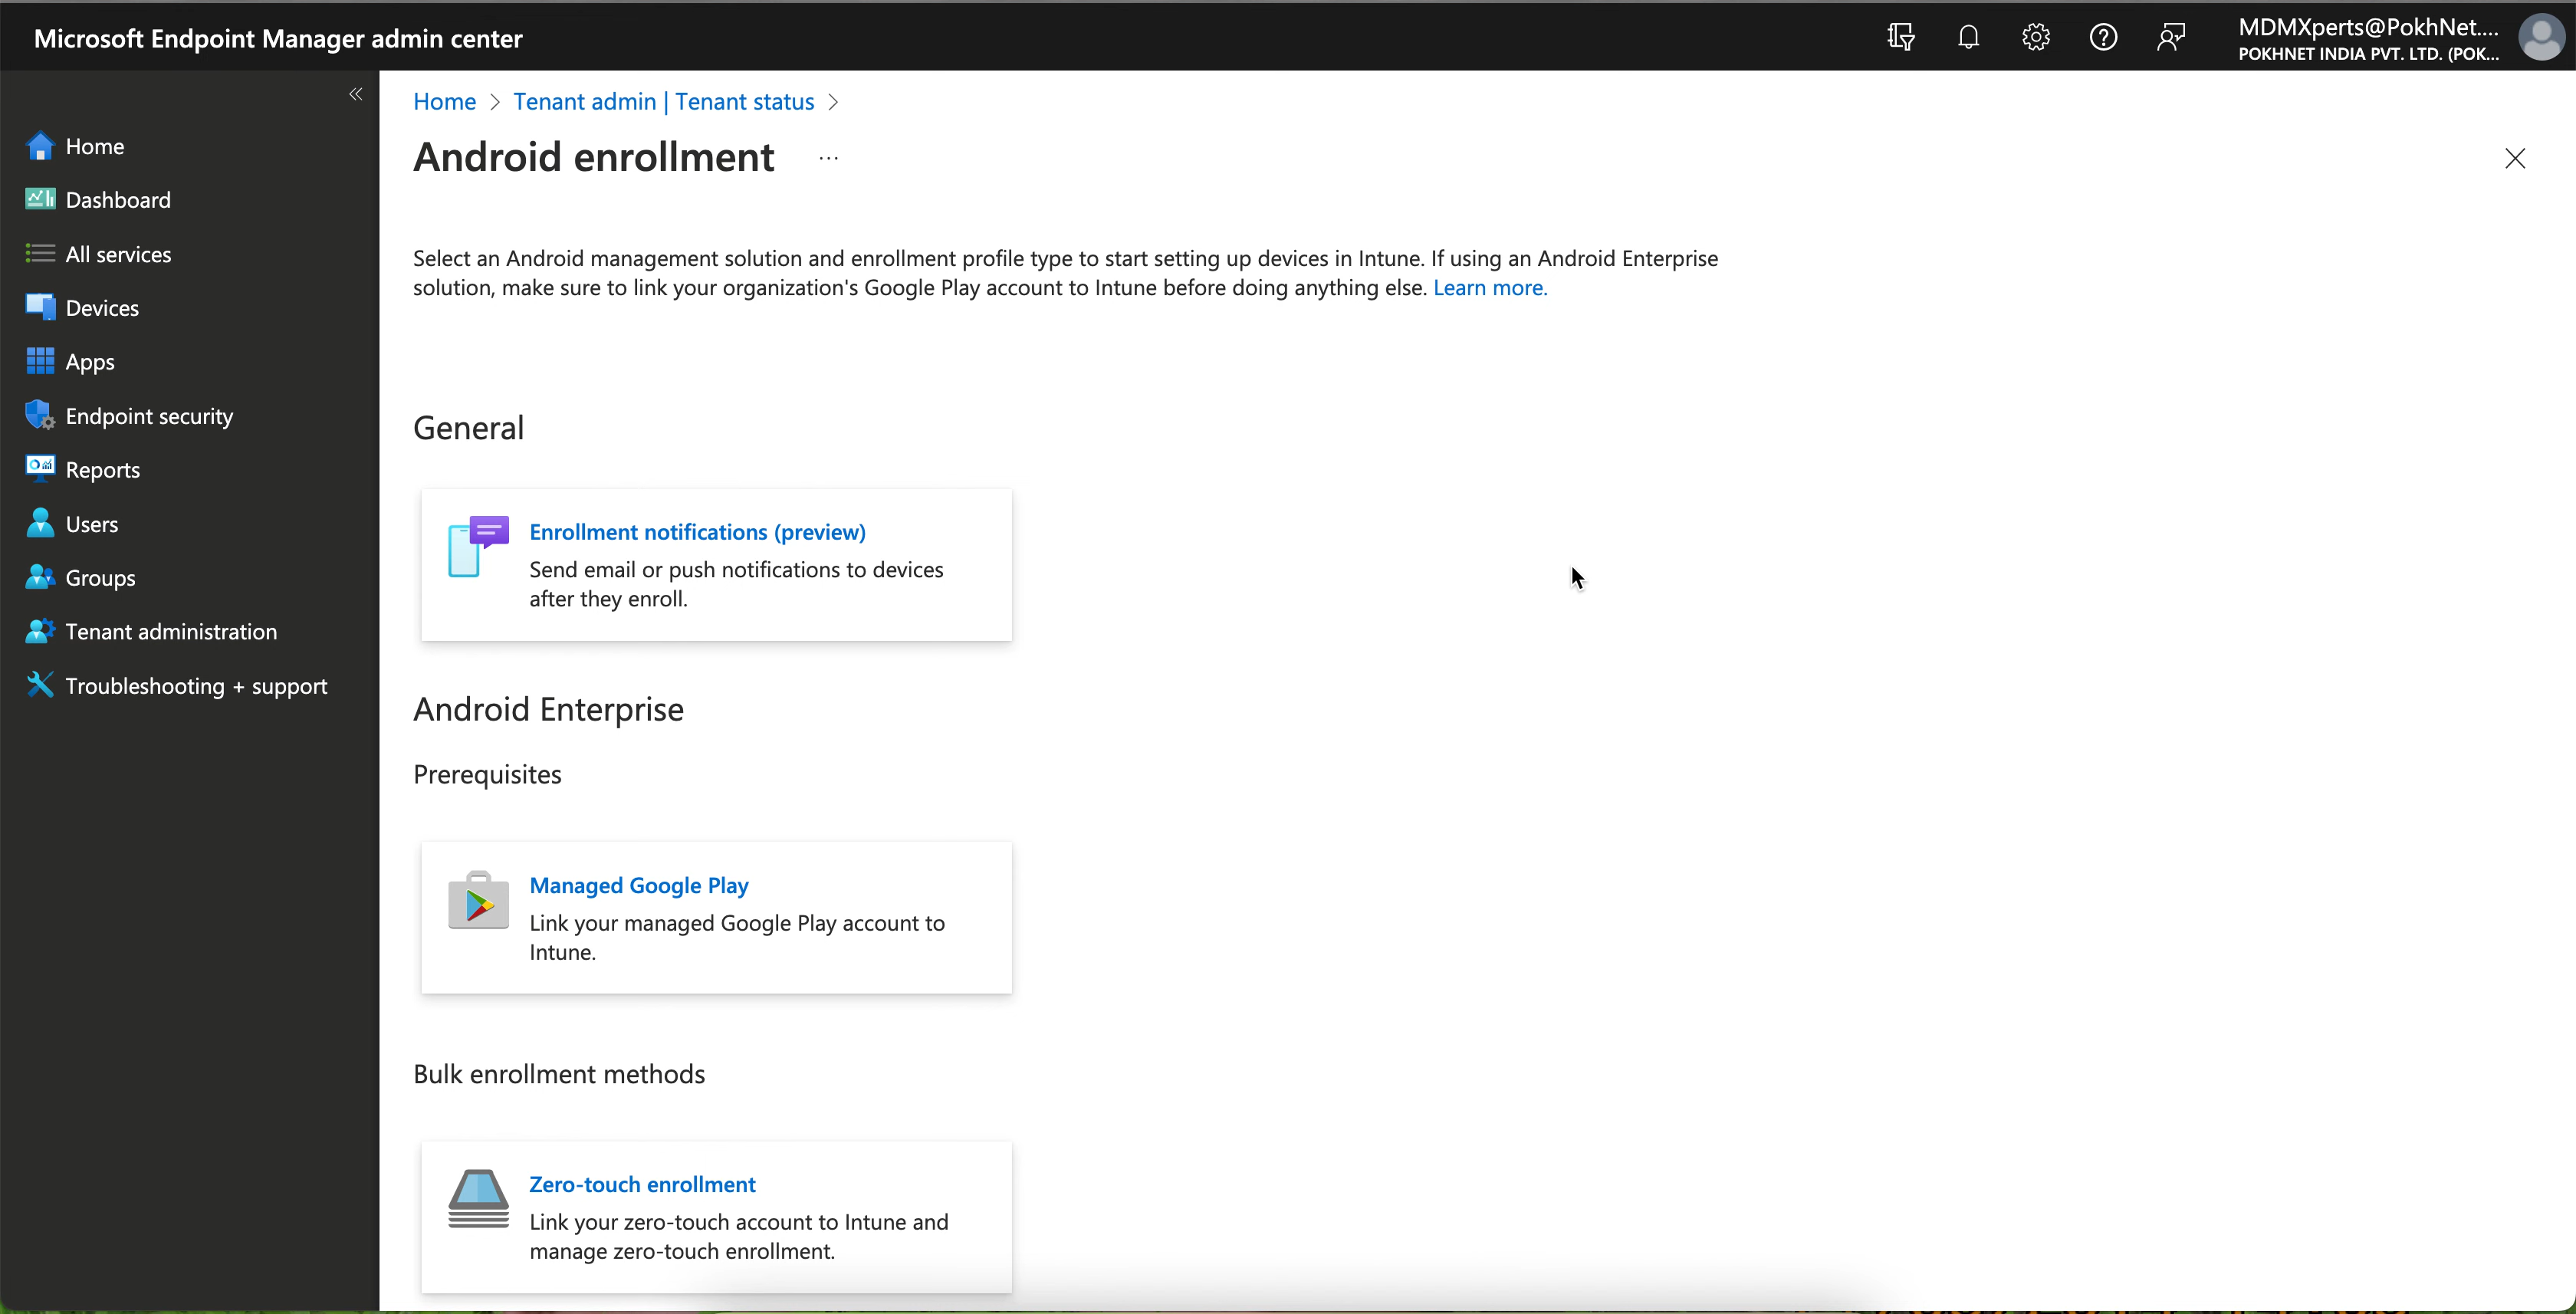 Microsoft Endpoint Manager admin center
MDMXperts@PokhNet....
POKHNET INDIA PVT. LTD. (POK...
Home
Dashboard
All services
Devices
Apps
Endpoint security
Reports
Users
Groups
Tenant administration
Troubleshooting + support
Home > Tenant admin | Tenant status >
Android enrollment ...
Select an Android management solution and enrollment profile type to start setting up devices in Intune. If using an Android Enterprise
solution, make sure to link your organization's Google Play account to Intune before doing anything else. Learn more.
General
Enrollment notifications (preview)
Send email or push notifications to devices
after they enroll.
Android Enterprise
Prerequisites
Managed Google Play
Link your managed Google Play account to
Intune.
Bulk enrollment methods
Zero-touch enrollment
Link your zero-touch account to Intune and
manage zero-touch enrollment.